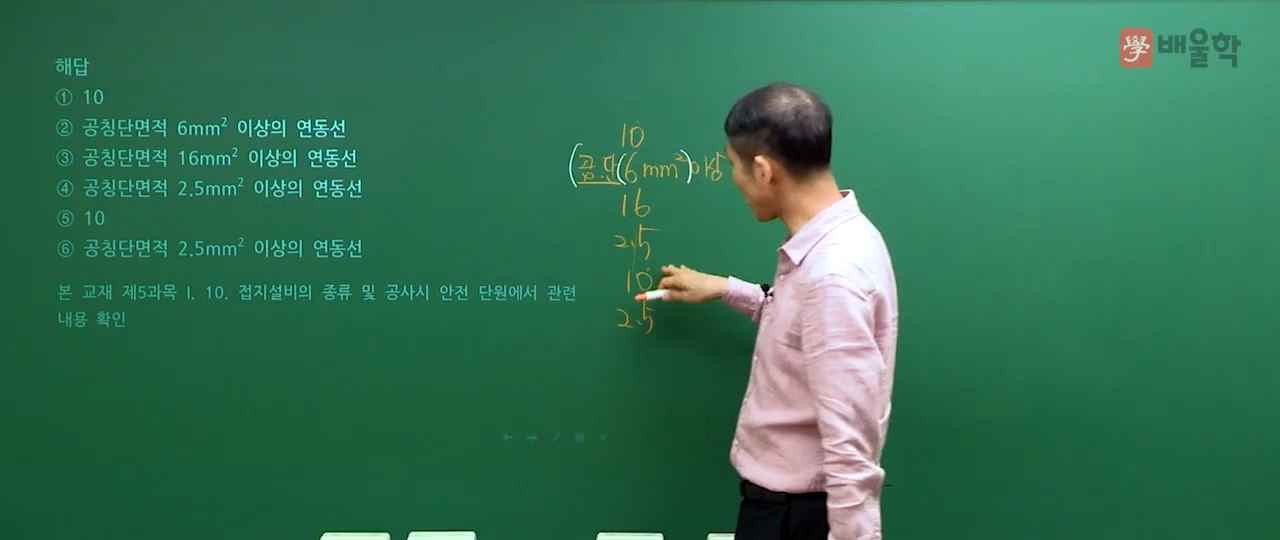 學 배울학
해답
① 10
② 공칭단면적 6mm² 이상의 연동선
③ 공칭단면적 16mm² 이상의 연동선
④ 공칭단면적 2.5mm² 이상의 연동선
⑤ 10
⑥ 공칭단면적 2.5mm² 이상의 연동선
본 교재 제5과목 Ⅰ. 10. 접지설비의 종류 및 공사시 안전 단원에서 관련
내용 확인
10
(공.단(6mm²)이상
16
2.5
10
2.5